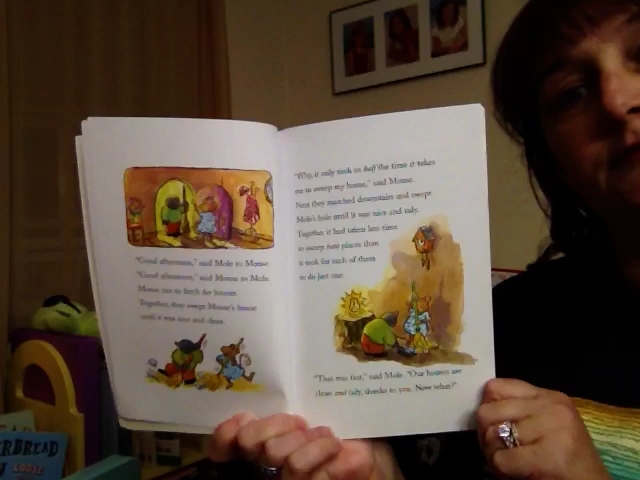 "Good afternoon," said Mole to Mouse.
"Good afternoon," said Mouse to Mole.
Mouse ran to fetch her broom.
Together, they swept Mouse's house
until it was nice and clean.
"Why, it only took us half the time it takes
me to sweep my house," said Mouse.
Next they marched downstairs and swept
Mole's hole until it was nice and tidy.
Together it had taken less time
to sweep two places than
it took for each of them
to do just one.
"That was fast," said Mole. "Our houses are
clean and tidy, thanks to you. Now what?"
ERBREAD
LOOSE